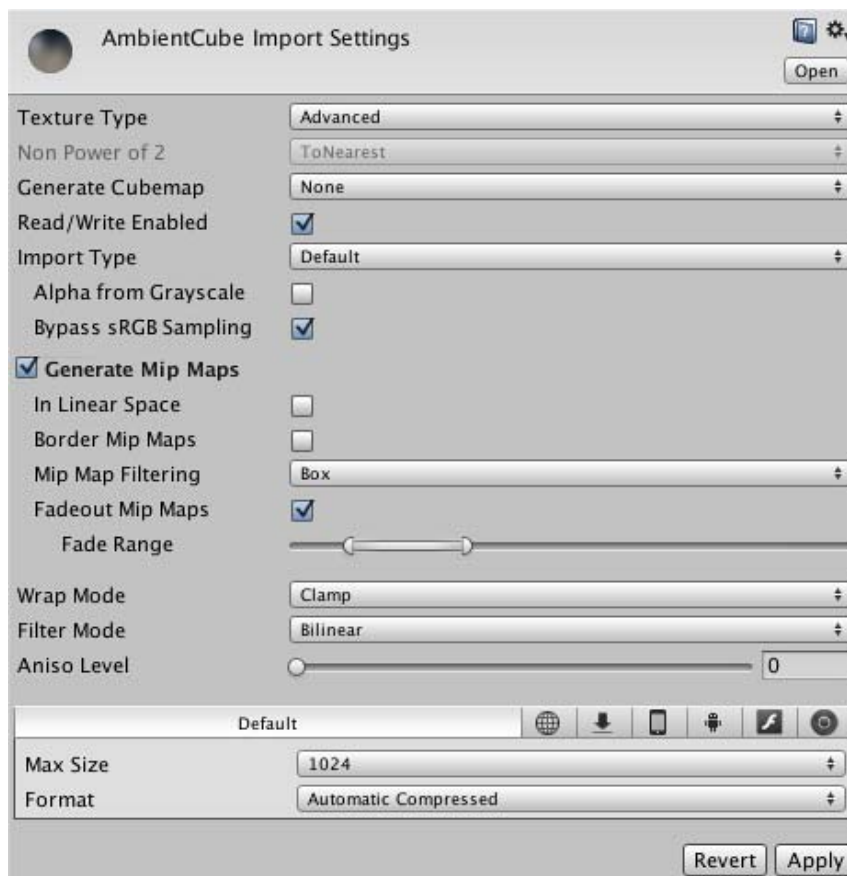 AmbientCube Import Settings
Open
Texture Type Advanced
Non Power of 2 ToNearest
Generate Cubemap None
Read/Write Enabled
Import Type Default
Alpha from Grayscale
Bypass sRGB Sampling
Generate Mip Maps
In Linear Space
Border Mip Maps
Mip Map Filtering Box
Fadeout Mip Maps
Fade Range
Wrap Mode Clamp
Filter Mode Bilinear
Aniso Level 0
Default
Max Size 1024
Format Automatic Compressed
Revert Apply